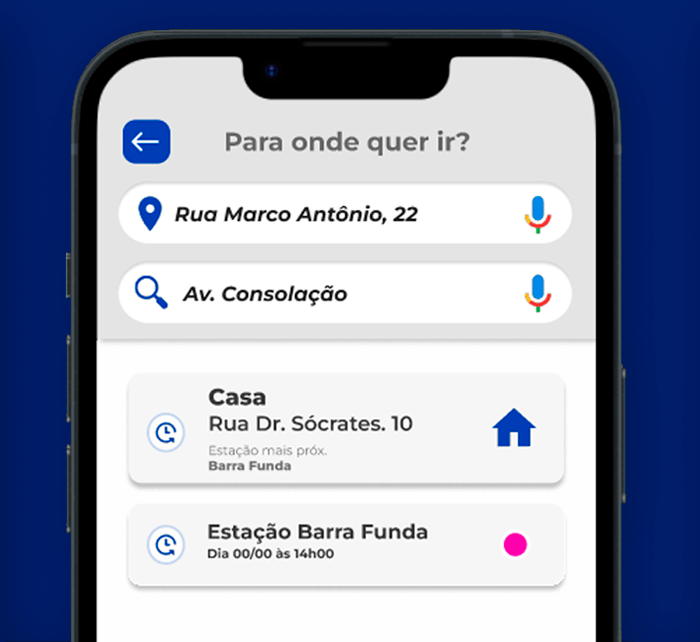 Para onde quer ir?
Rua Marco Antônio, 22
Av. Consolação
Casa
Rua Dr. Sócrates. 10
Estação mais próx.
Barra Funda
Estação Barra Funda
Dia 00/00 às 14h00